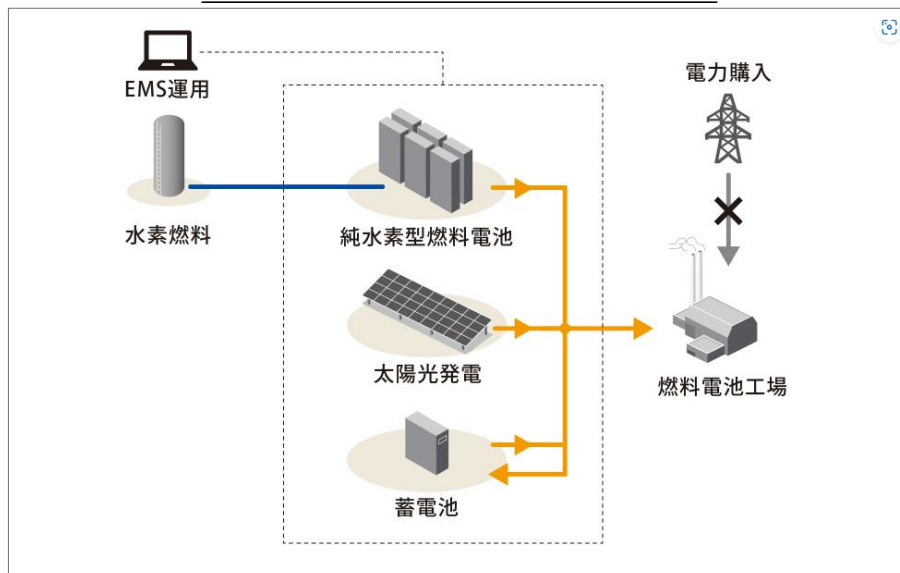 EMS運用
電力購入
水素燃料
純水素型燃料電池
太陽光発電
燃料電池工場
蓄電池